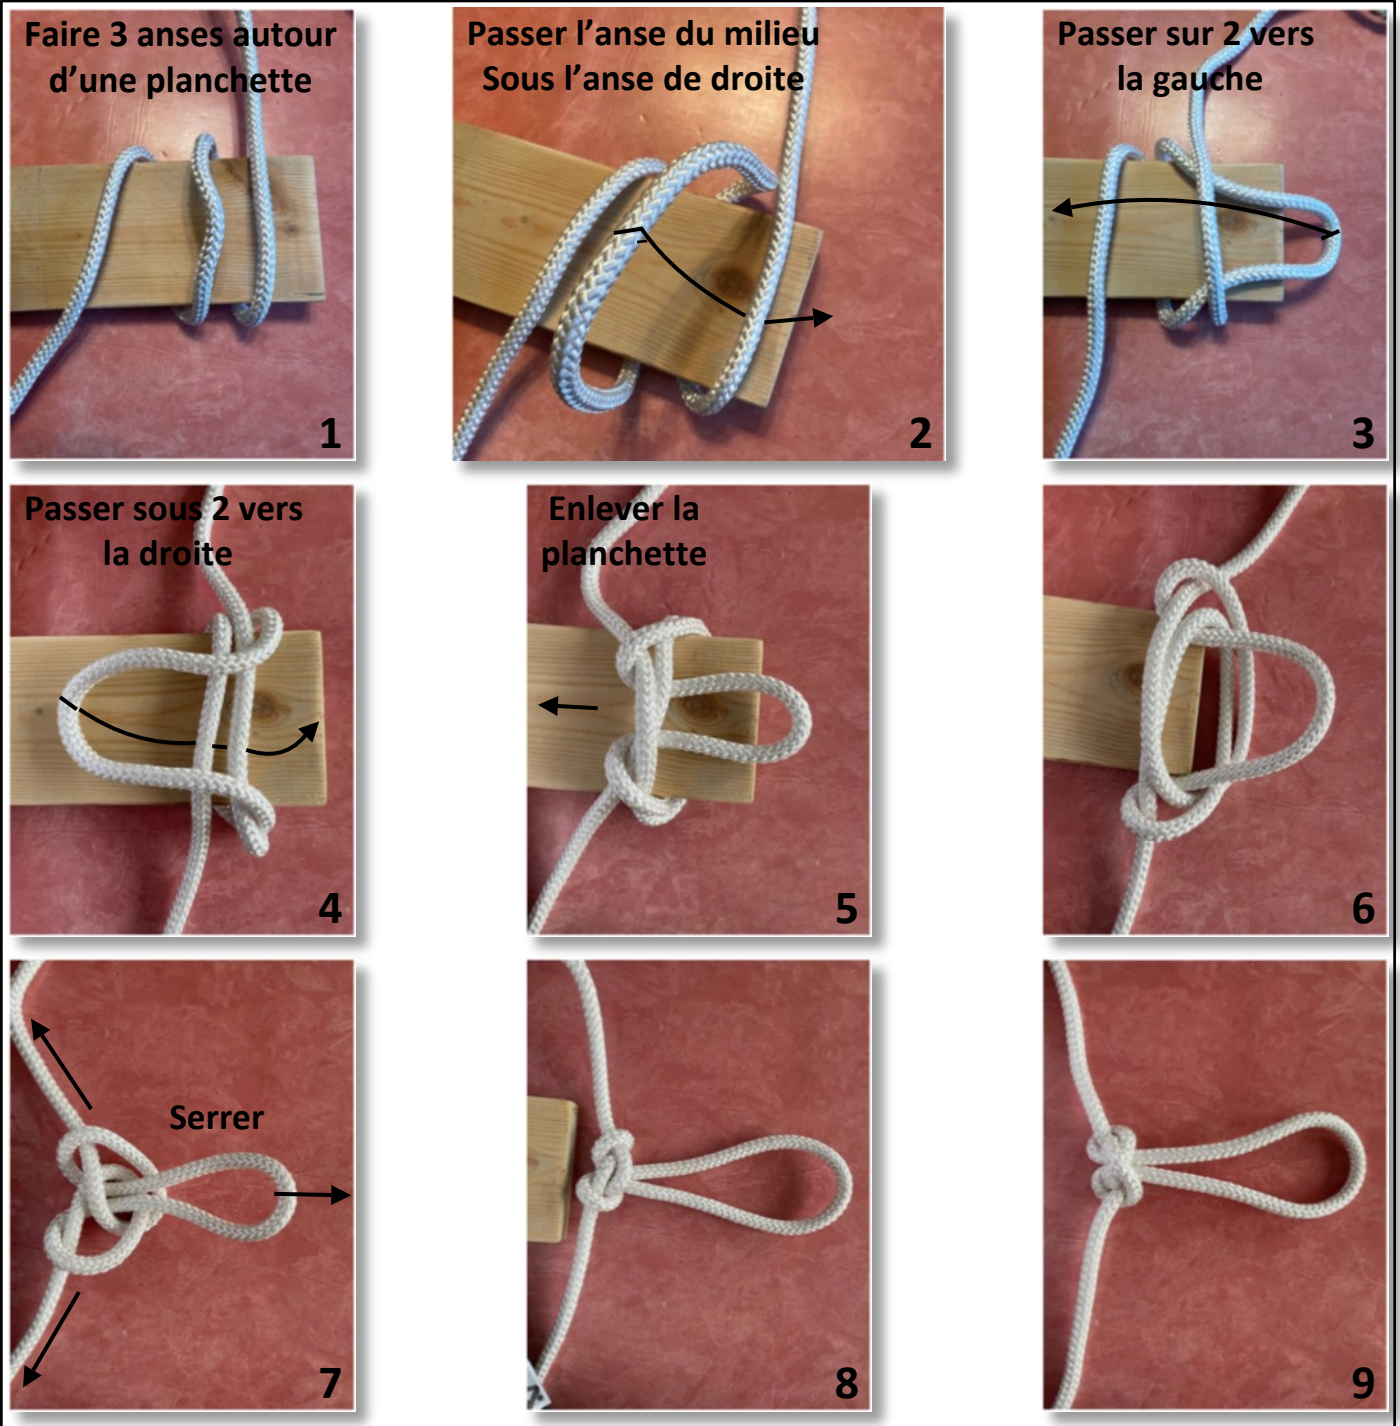 Faire 3 anses autour
d’une planchette
1
Passer l’anse du milieu
Sous l’anse de droite
2
Passer sur 2 vers
la gauche
3
Passer sous 2 vers
la droite
4
Enlever la
planchette
5
6
Serrer
7
8
9